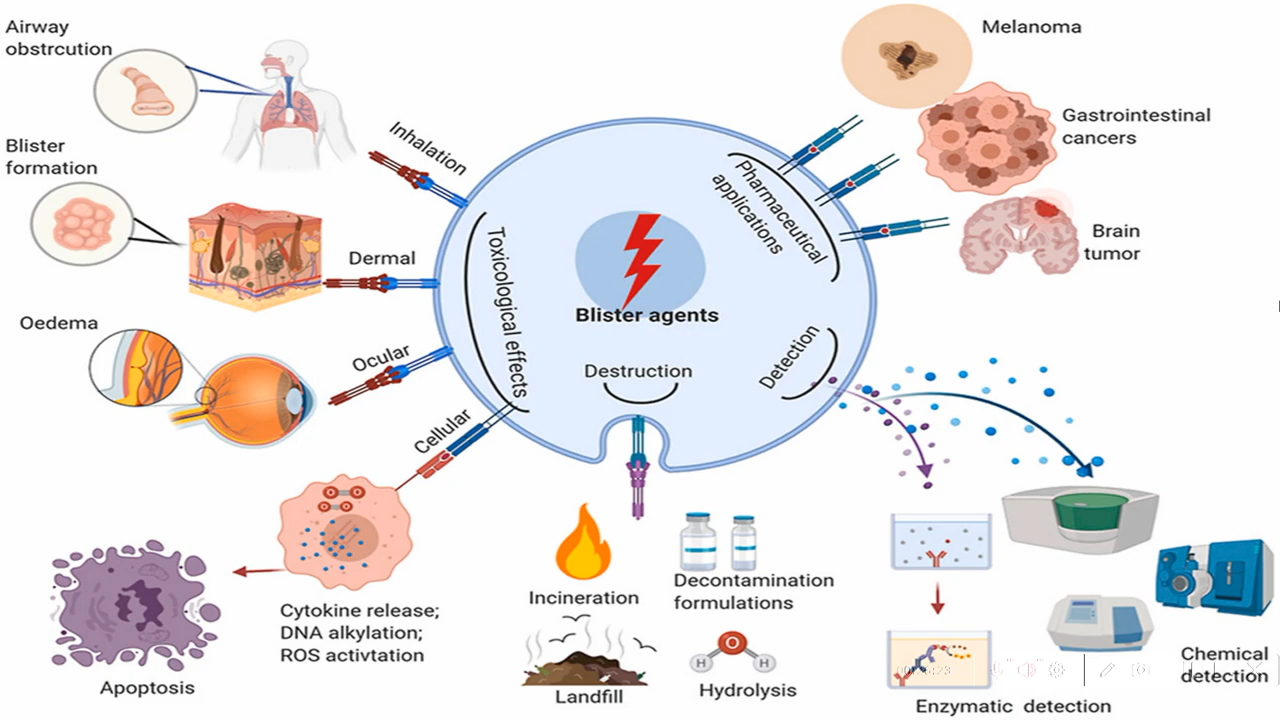 Airway
obstrcution
Blister
formation
Oedema
Inhalation
Dermal
Ocular
Cellular
Toxicological effects
Pharmaceutical
applications
Blister agents
Destruction
Detection
Melanoma
Gastrointestinal
cancers
Brain
tumor
Cytokine release;
DNA alkylation;
ROS activtation
Apoptosis
Incineration
Decontamination
formulations
Landfill
O
H
H
Hydrolysis
Enzymatic detection
Chemical
detection